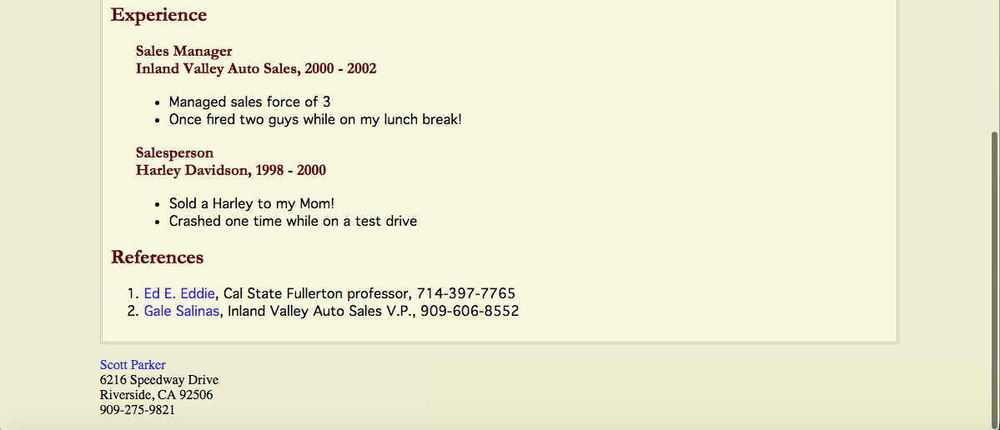 Experience
Sales Manager
Inland Valley Auto Sales, 2000 - 2002
• Managed sales force of 3
• Once fired two guys while on my lunch break!
Salesperson
Harley Davidson, 1998 - 2000
• Sold a Harley to my Mom!
• Crashed one time while on a test drive
References
1. Ed E. Eddie, Cal State Fullerton professor, 714-397-7765
2. Gale Salinas, Inland Valley Auto Sales V.P., 909-606-8552
Scott Parker
6216 Speedway Drive
Riverside, CA 92506
909-275-9821